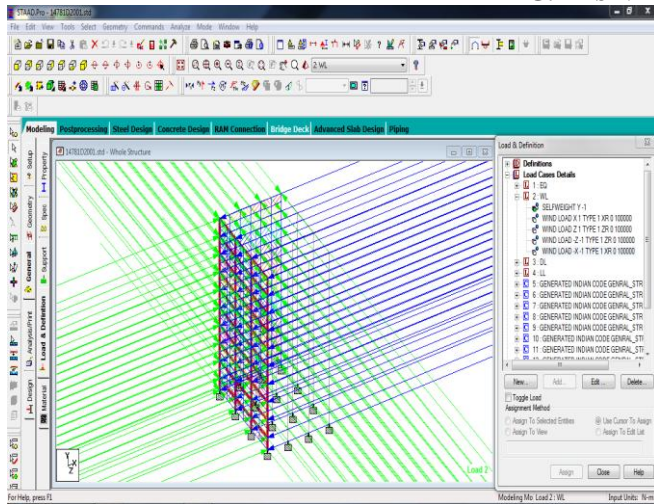 STAAD.Pro - 14781D2001.std
File Edit View Tools Select Geometry Commands Analyze Mode Window Help
2 WL
Modeling Postprocessing Steel Design Concrete Design RAM Connection Bridge Deck Advanced Slab Design Piping
14781D2001.std - Whole Structure
Setup
Geometry
General
Analysis/Print
Design
Property
Spec
Support
Load & Definition
Material
Y
X
Z
Load 2
Load & Definition
Definitions
Load Cases Details
1 : EQ
2 : WL
SELFWEIGHT Y -1
WIND LOAD X 1 TYPE 1 XR 0 100000
WIND LOAD Z 1 TYPE 1 ZR 0 100000
WIND LOAD -Z -1 TYPE 1 ZR 0 100000
WIND LOAD -X -1 TYPE 1 XR 0 100000
3 : DL
4 : LL
5 : GENERATED INDIAN CODE GENRAL_STR
6 : GENERATED INDIAN CODE GENRAL_STR
7 : GENERATED INDIAN CODE GENRAL_STR
8 : GENERATED INDIAN CODE GENRAL_STR
9 : GENERATED INDIAN CODE GENRAL_STR
10 : GENERATED INDIAN CODE GENRAL_ST
11 : GENERATED INDIAN CODE GENRAL_ST
New... Add... Edit ... Delete...
Toggle Load
Assignment Method
Assign To Selected Entities Use Cursor To Assign
Assign To View Assign To Edit List
Assign Close Help
For Help, press F1 Modeling Mo Load 2 : WL Input Units: N-m